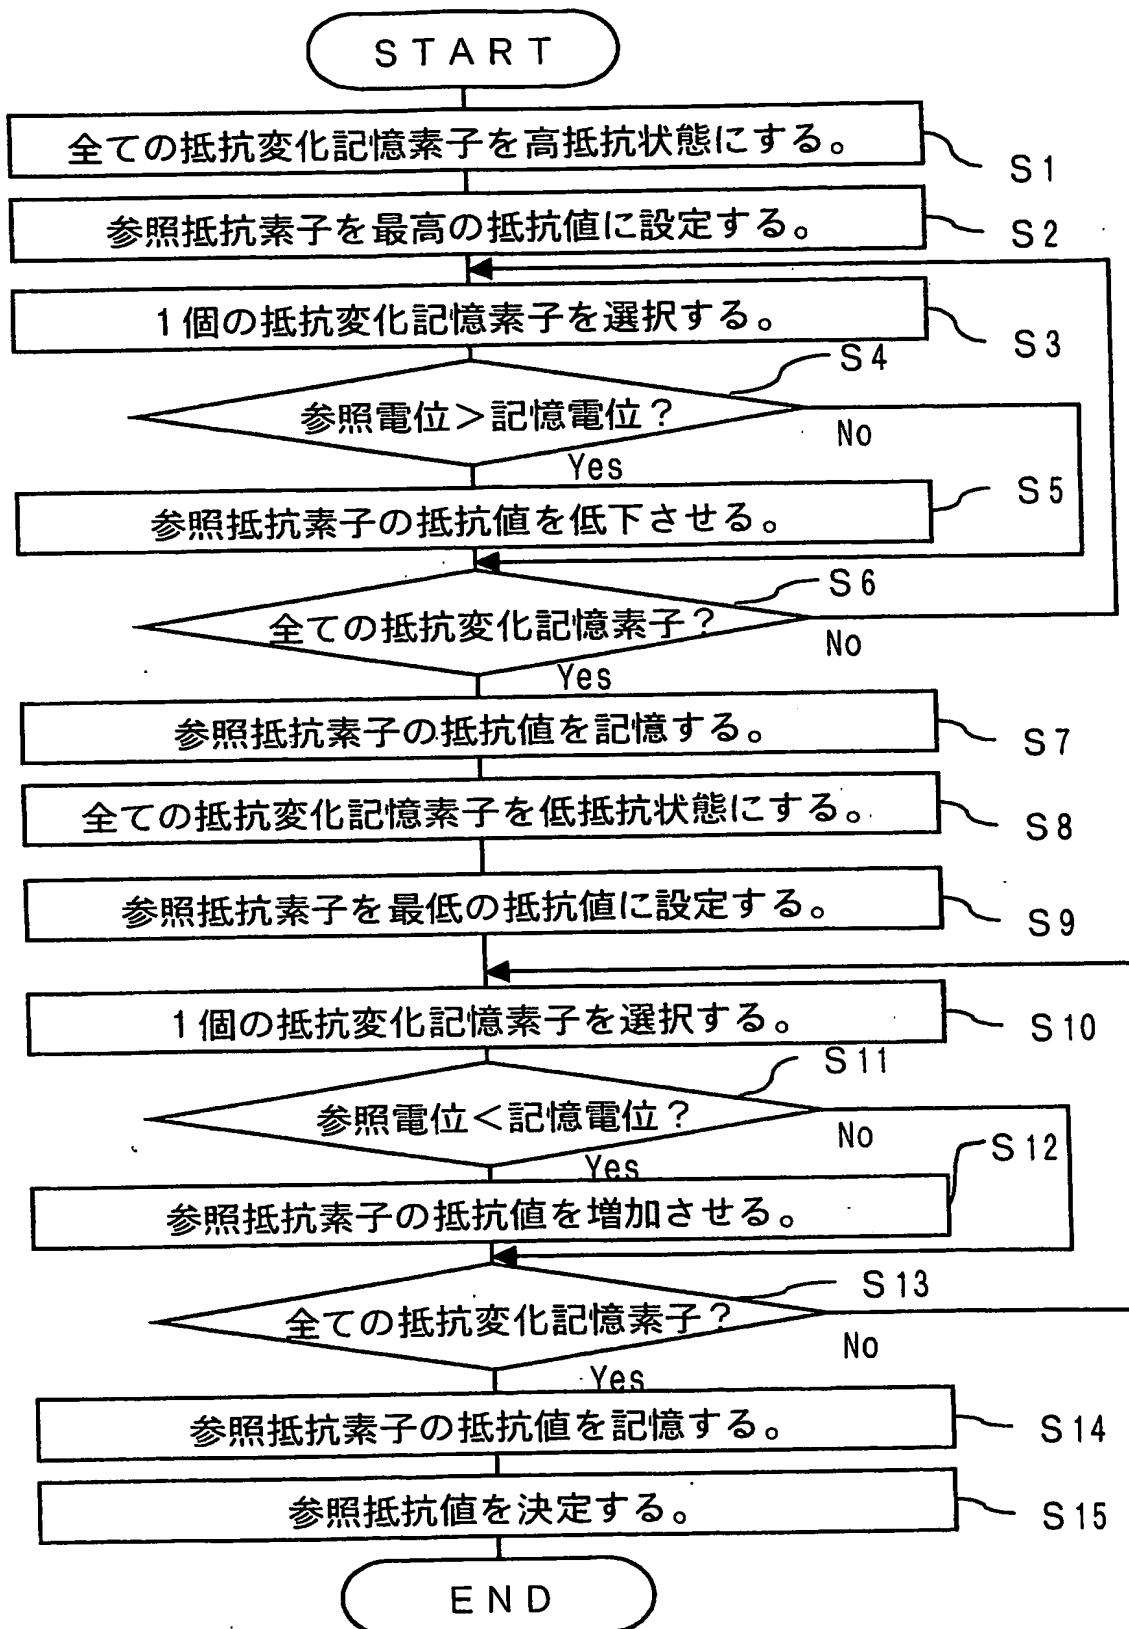 START
全ての抵抗変化記憶素子を高抵抗状態にする。
S1
参照抵抗素子を最高の抵抗値に設定する。
S2
1個の抵抗変化記憶素子を選択する。
S3
S4
参照電位>記憶電位?
No
Yes
S5
参照抵抗素子の抵抗値を低下させる。
S6
全ての抵抗変化記憶素子?
No
Yes
参照抵抗素子の抵抗値を記憶する。
S7
全ての抵抗変化記憶素子を低抵抗状態にする。
S8
参照抵抗素子を最低の抵抗値に設定する。
S9
1個の抵抗変化記憶素子を選択する。
S10
S11
参照電位<記憶電位?
No
Yes
S12
参照抵抗素子の抵抗値を増加させる。
S13
全ての抵抗変化記憶素子?
No
Yes
参照抵抗素子の抵抗値を記憶する。
S14
参照抵抗値を決定する。
S15
END